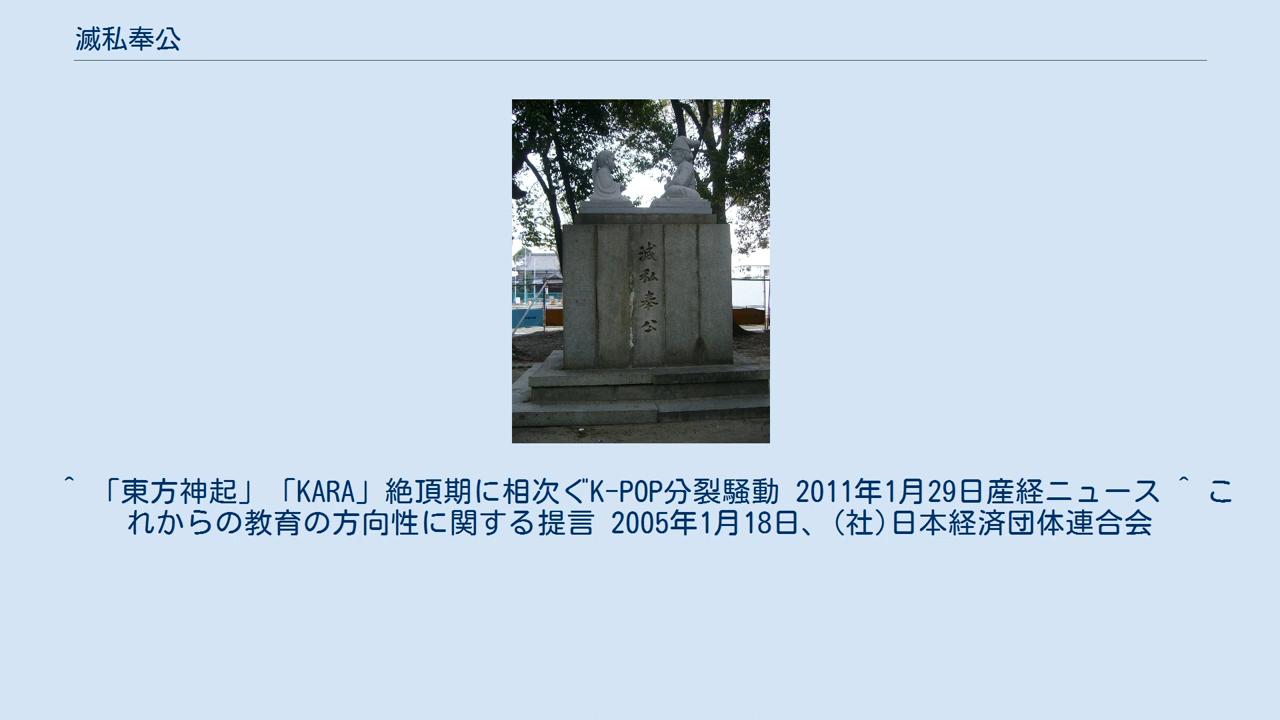 滅私奉公
滅私奉公
^ 「東方神起」「KARA」絶頂期に相次ぐK-POP分裂騒動 2011年1月29日産経ニュース ^ こ
れからの教育の方向性に関する提言 2005年1月18日、(社)日本経済団体連合会